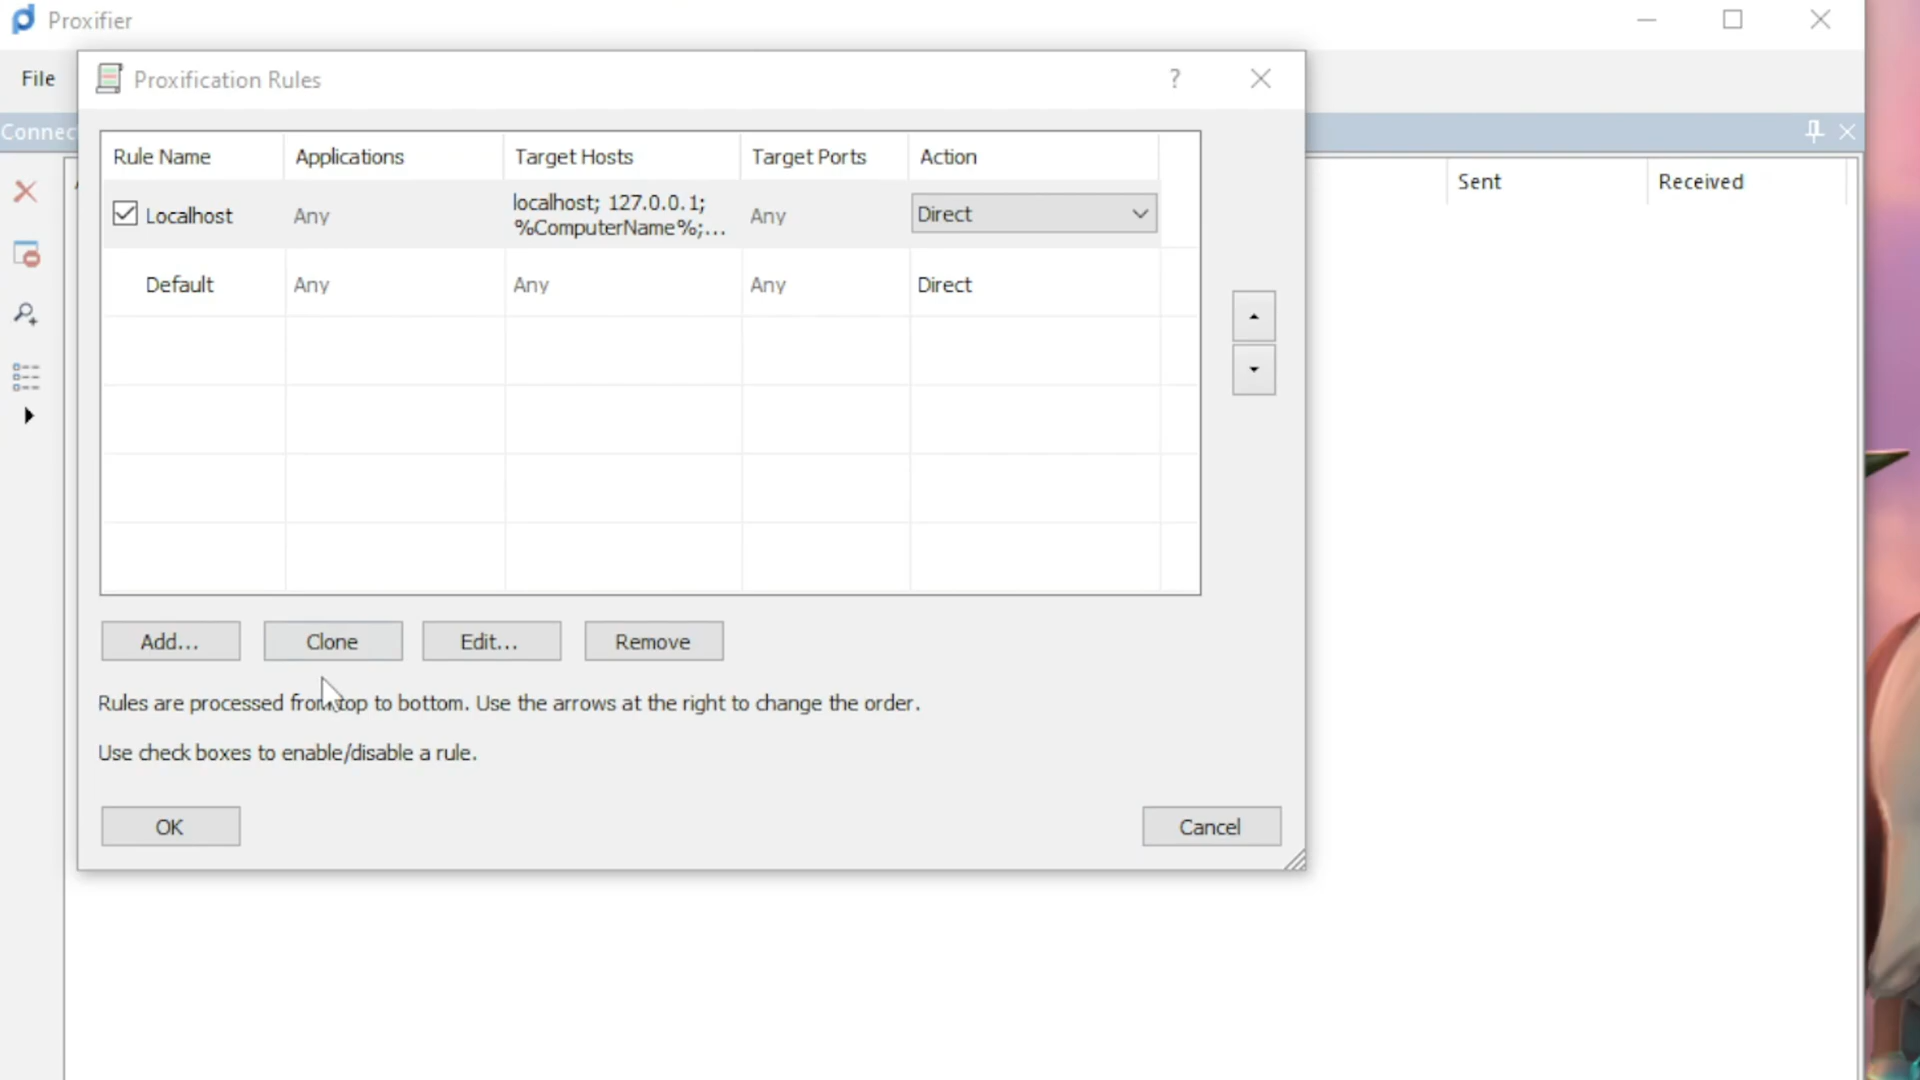 Proxifier
File
Proxification Rules
?
Connec
Rule Name Applications Target Hosts Target Ports Action
Sent Received
Localhost Any localhost; 127.0.0.1; %ComputerName%;... Any Direct
Default Any Any Any Direct
Add... Clone Edit... Remove
Rules are processed from top to bottom. Use the arrows at the right to change the order.
Use check boxes to enable/disable a rule.
OK Cancel